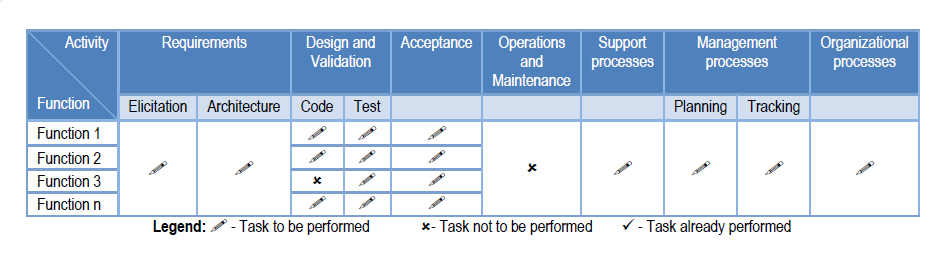 Activity Requirements Design and Validation Acceptance Operations and Maintenance Support processes Management processes Organizational processes
Function Elicitation Architecture Code Test Planning Tracking
Function 1
Function 2
Function 3
Function n
Legend: - Task to be performed ×- Task not to be performed ✓ - Task already performed